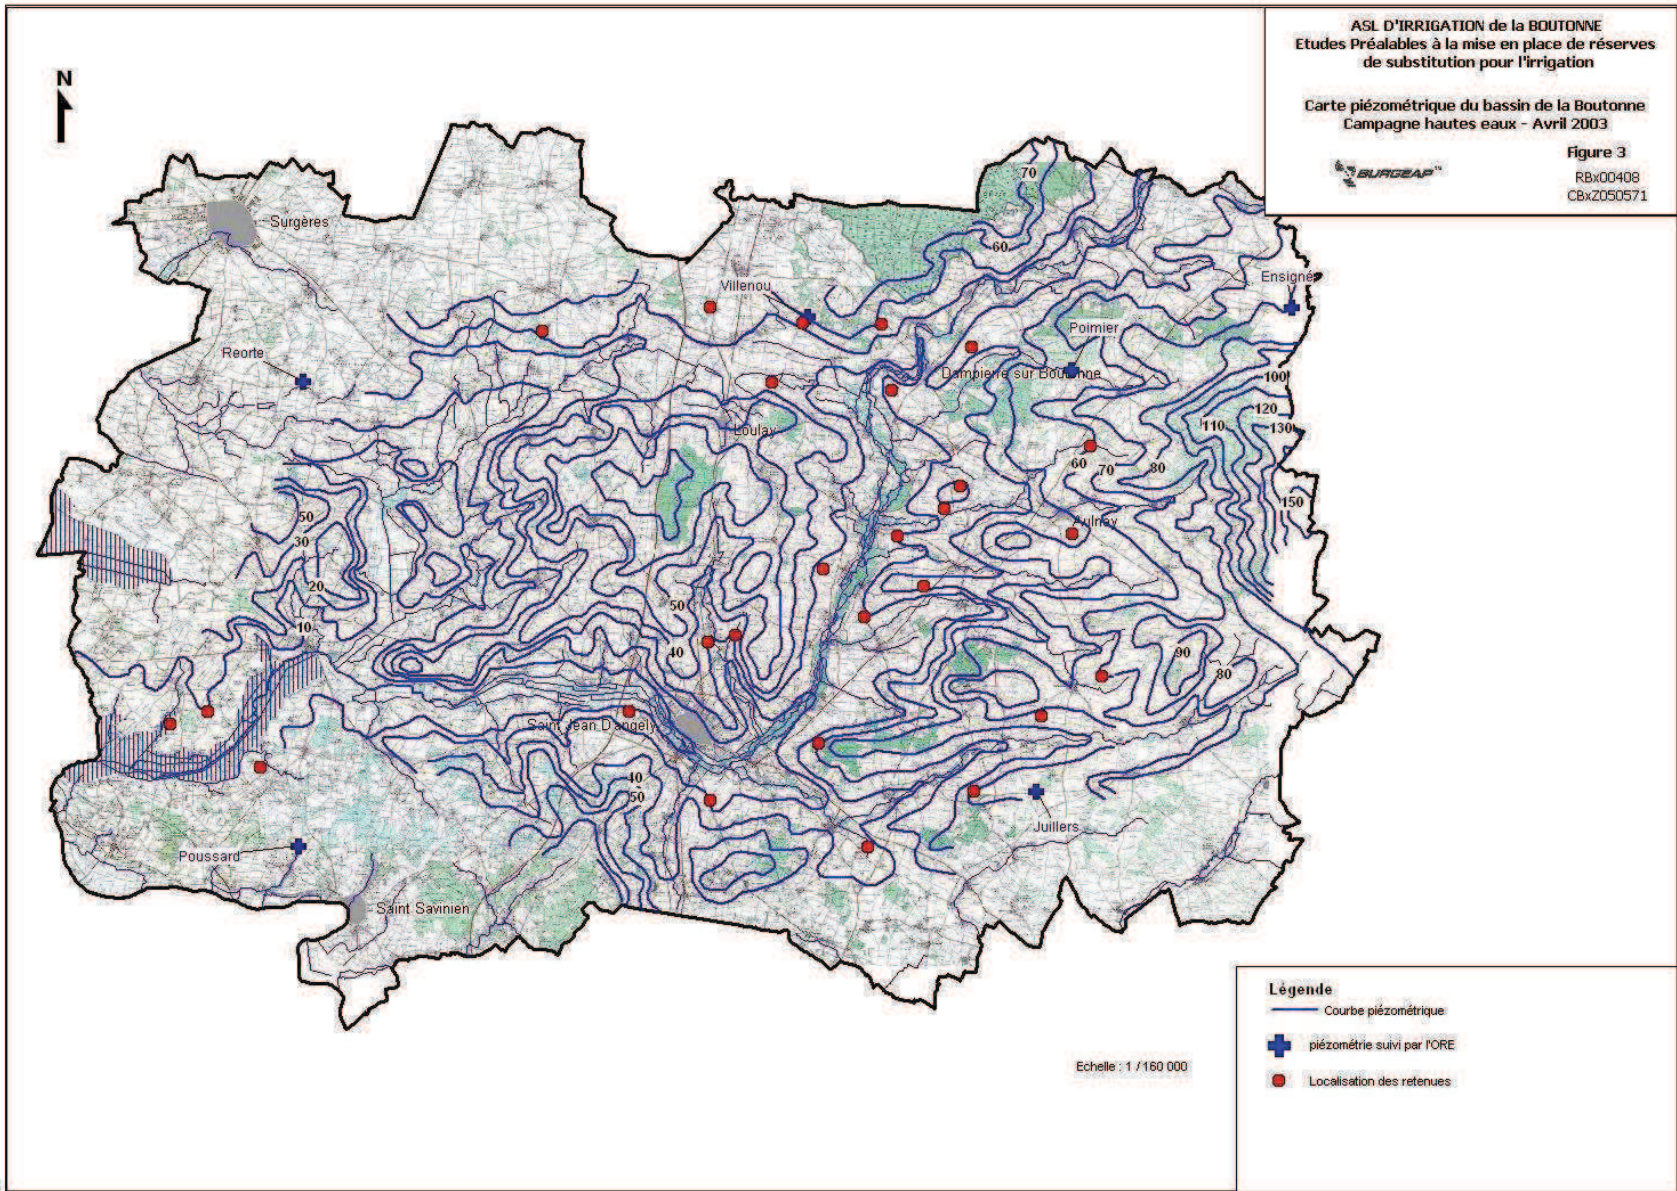 ASL D'IRRIGATION de la BOUTONNE
Etudes Préalables à la mise en place de réserves
de substitution pour l'irrigation
Carte piézométrique du bassin de la Boutonne
Campagne hautes eaux - Avril 2003
Figure 3
BURGEAP
RBx00408
CBxZ050571
N
70
Surgères
60
Ensigné
Villenou
Poimier
Reorte
Dampierre sur Boutonne
100
120
110
130
Loulay
60
70
80
150
50
Aulnay
30
20
50
10
40
90
80
Saint Jean D'angely
40
50
Juillers
Poussard
Saint Savinien
Légende
Courbe piézométrique
piézométrie suivi par l'ORE
Localisation des retenues
Echelle : 1 / 160 000